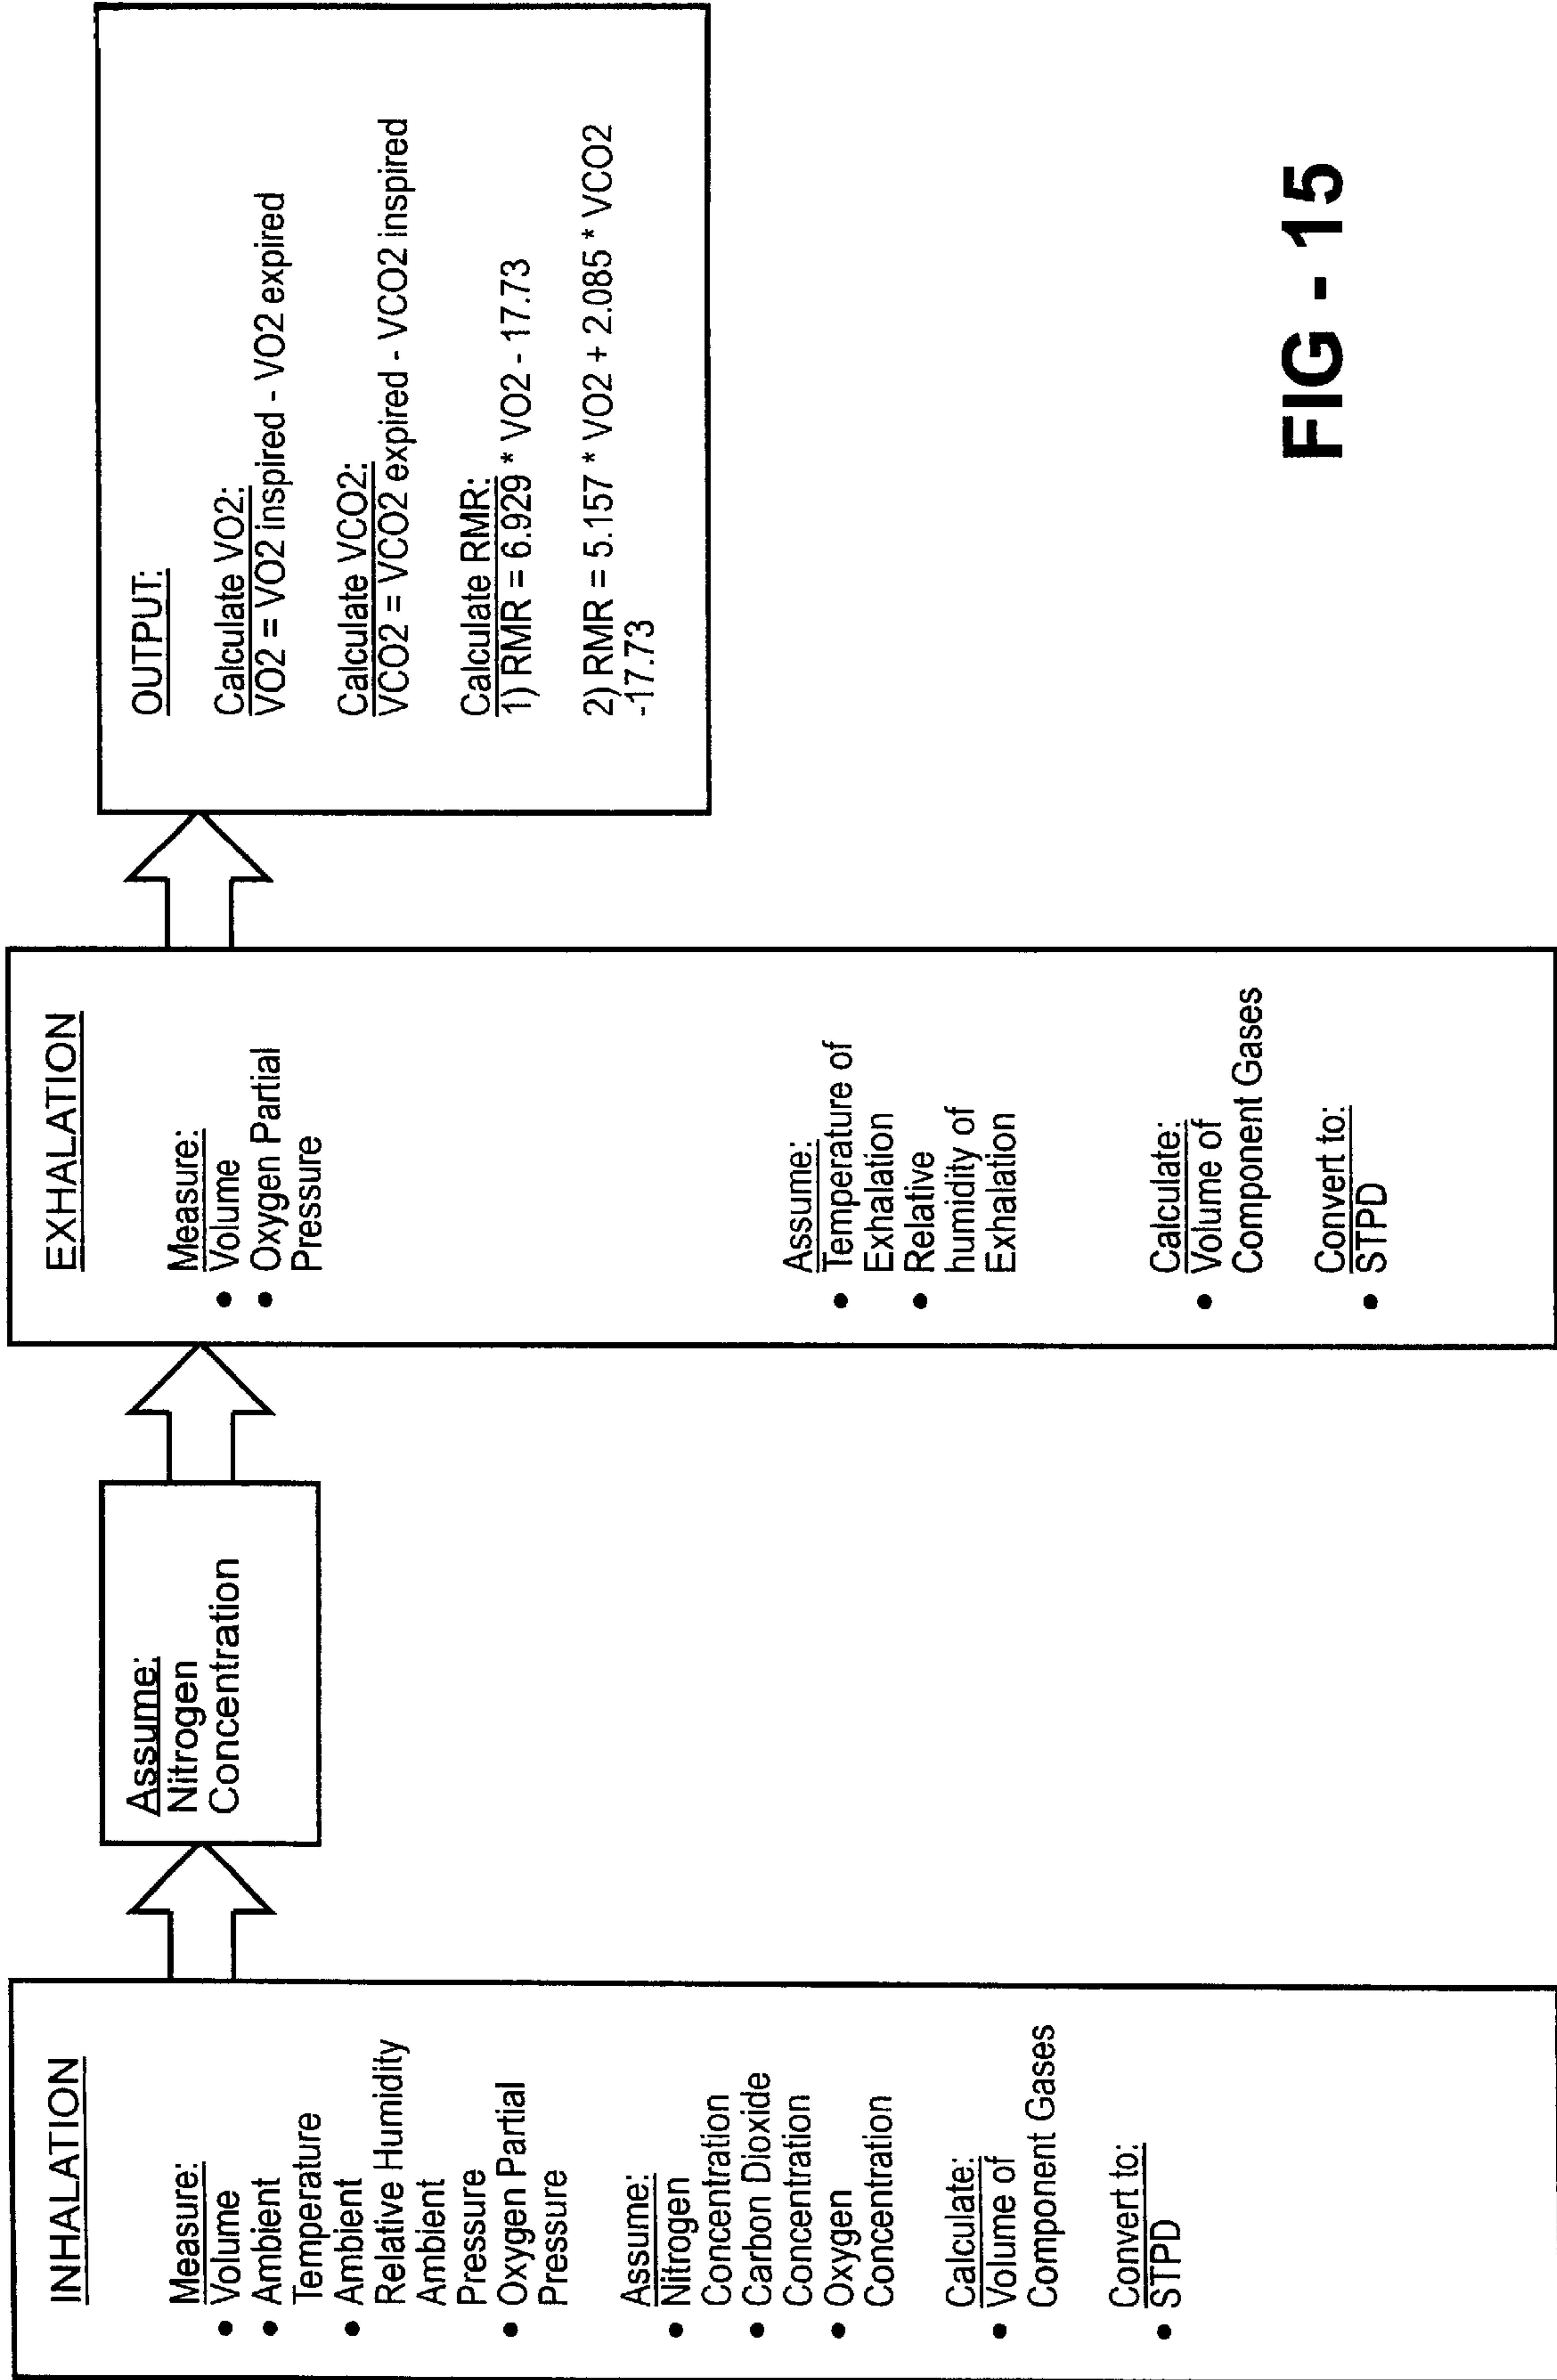 INHALATION
Measure:
• Volume
• Ambient
Temperature
• Ambient
Relative Humidity
Ambient
Pressure
• Oxygen Partial
Pressure
Assume:
• Nitrogen
Concentration
• Carbon Dioxide
Concentration
• Oxygen
Concentration
Calculate:
• Volume of
Component Gases
Convert to:
• STPD
Assume:
Nitrogen
Concentration
EXHALATION
Measure:
• Volume
• Oxygen Partial
Pressure
Assume:
• Temperature of
Exhalation
• Relative
humidity of
Exhalation
Calculate:
• Volume of
Component Gases
Convert to:
• STPD
OUTPUT:
Calculate VO2:
VO2 = VO2 inspired - VO2 expired
Calculate VCO2:
VCO2 = VCO2 expired - VCO2 inspired
Calculate RMR:
1) RMR = 6.929 * VO2 - 17.73
2) RMR = 5.157 * VO2 + 2.085 * VCO2
-17.73
FIG - 15